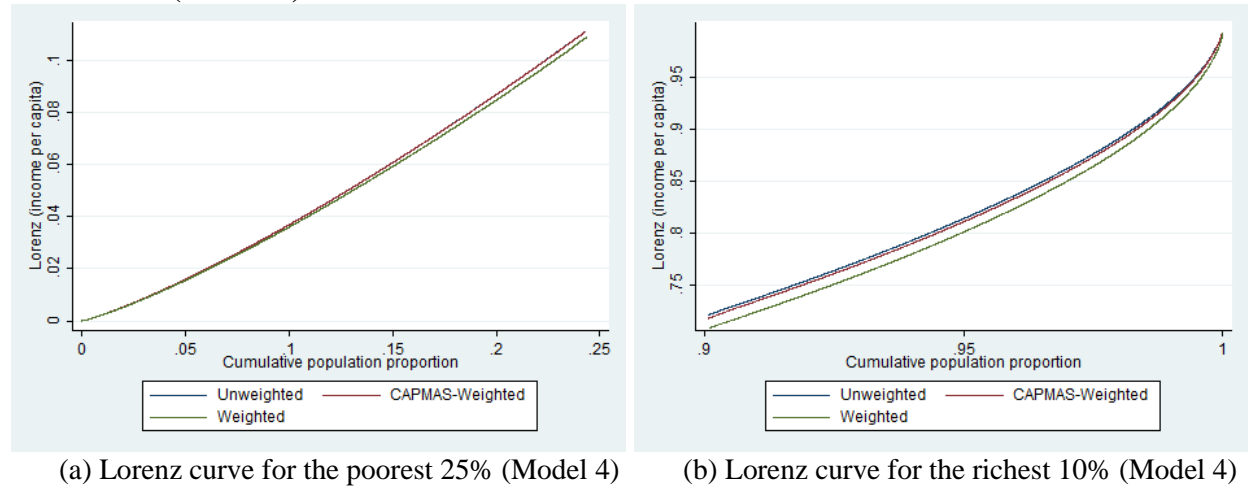 Lorenz (income per capita)
.1
.08
.06
.04
.02
0
0 .05 .1 .15 .2 .25
Cumulative population proportion
Unweighted CAPMAS-Weighted
Weighted
(a) Lorenz curve for the poorest 25% (Model 4)
Lorenz (income per capita)
.95
.9
.85
.8
.75
.9 .95 1
Cumulative population proportion
Unweighted CAPMAS-Weighted
Weighted
(b) Lorenz curve for the richest 10% (Model 4)